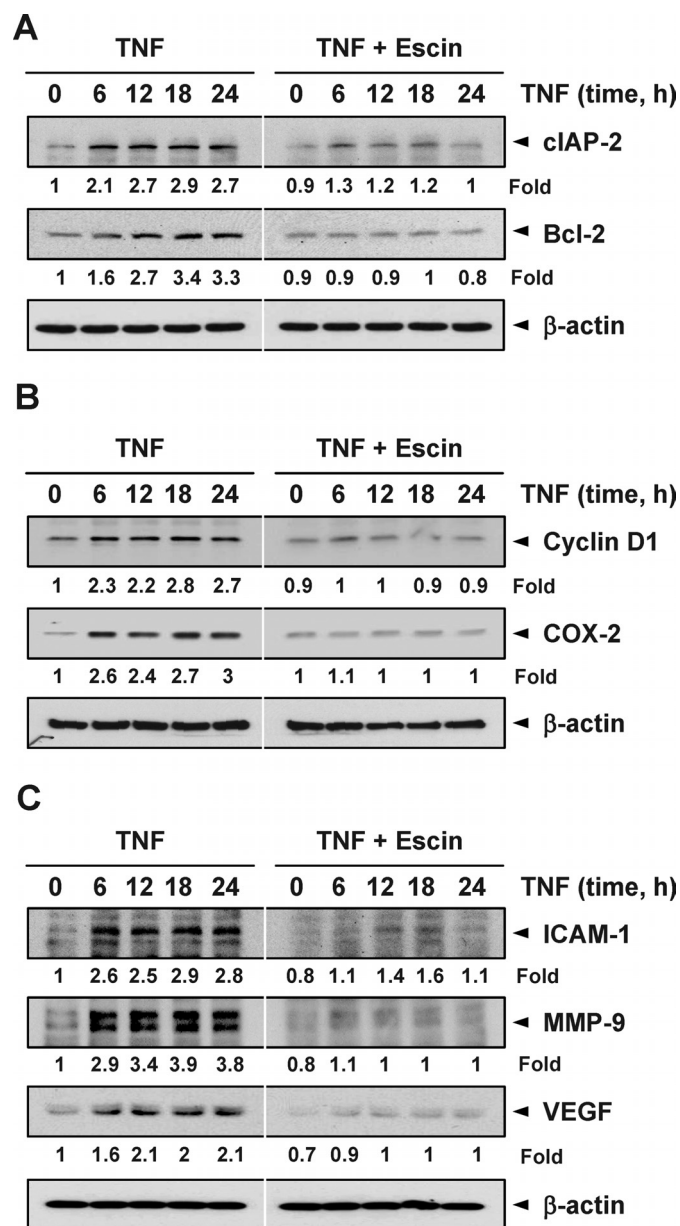 A
TNF TNF + Escin
0 6 12 18 24 0 6 12 18 24 TNF (time, h)
cIAP-2
1 2.1 2.7 2.9 2.7 0.9 1.3 1.2 1.2 1 Fold
Bcl-2
1 1.6 2.7 3.4 3.3 0.9 0.9 0.9 1 0.8 Fold
β-actin
B
TNF TNF + Escin
0 6 12 18 24 0 6 12 18 24 TNF (time, h)
Cyclin D1
1 2.3 2.2 2.8 2.7 0.9 1 1 0.9 0.9 Fold
COX-2
1 2.6 2.4 2.7 3 1 1.1 1 1 1 Fold
β-actin
C
TNF TNF + Escin
0 6 12 18 24 0 6 12 18 24 TNF (time, h)
ICAM-1
1 2.6 2.5 2.9 2.8 0.8 1.1 1.4 1.6 1.1 Fold
MMP-9
1 2.9 3.4 3.9 3.8 0.8 1.1 1 1 1 Fold
VEGF
1 1.6 2.1 2 2.1 0.7 0.9 1 1 1 Fold
β-actin